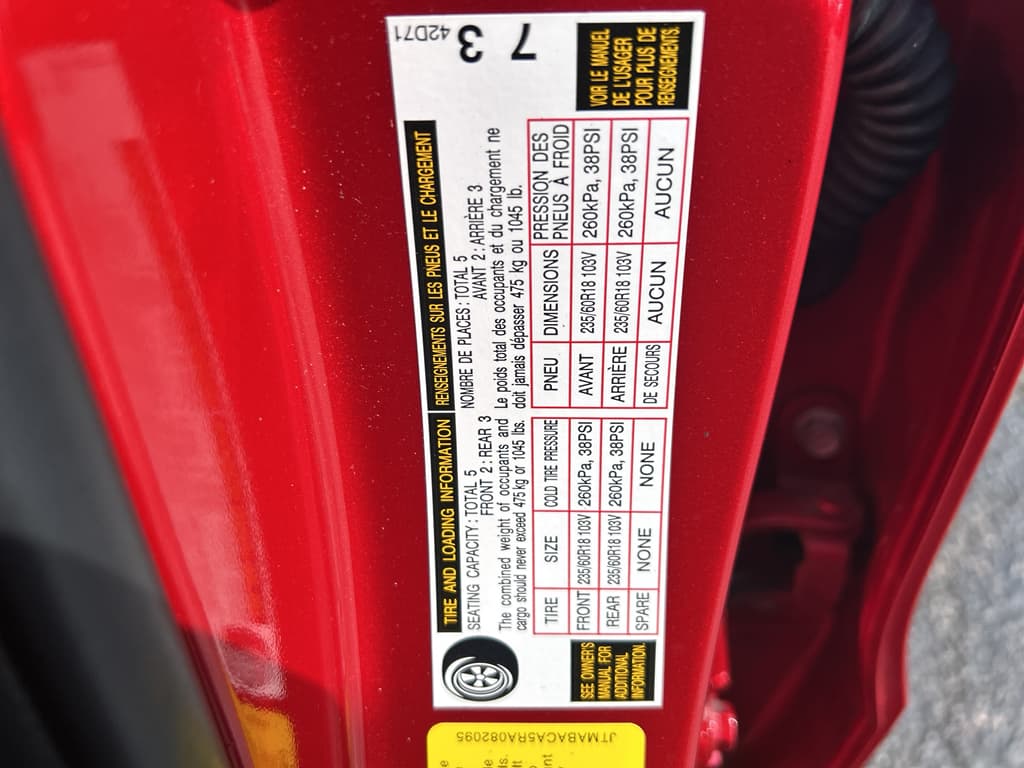 TIRE AND LOADING INFORMATION
SEATING CAPACITY: TOTAL 5
FRONT 2: REAR 3
The combined weight of occupants and
cargo should never exceed 475 kg or 1045 lbs.
TIRE SIZE COLD TIRE PRESSURE
FRONT 235/60R18 103V 260kPa, 38PSI
REAR 235/60R18 103V 260kPa, 38PSI
SPARE NONE NONE
SEE OWNER'S
MANUAL FOR
ADDITIONAL
INFORMATION.
RENSEIGNEMENTS SUR LES PNEUS ET LE CHARGEMENT
NOMBRE DE PLACES: TOTAL 5
AVANT 2: ARRIÈRE 3
Le poids total des occupants et du chargement ne
doit jamais dépasser 475 kg ou 1045 lb.
PNEU DIMENSIONS PRESSION DES
PNEUS À FROID
AVANT 235/60R18 103V 260kPa, 38PSI
ARRIÈRE 235/60R18 103V 260kPa, 38PSI
DE SECOURS AUCUN AUCUN
VOIR LE MANUEL
DE L'USAGER
POUR PLUS DE
RENSEIGNEMENTS.
42D71
3
7
JTMABACA5RA082095